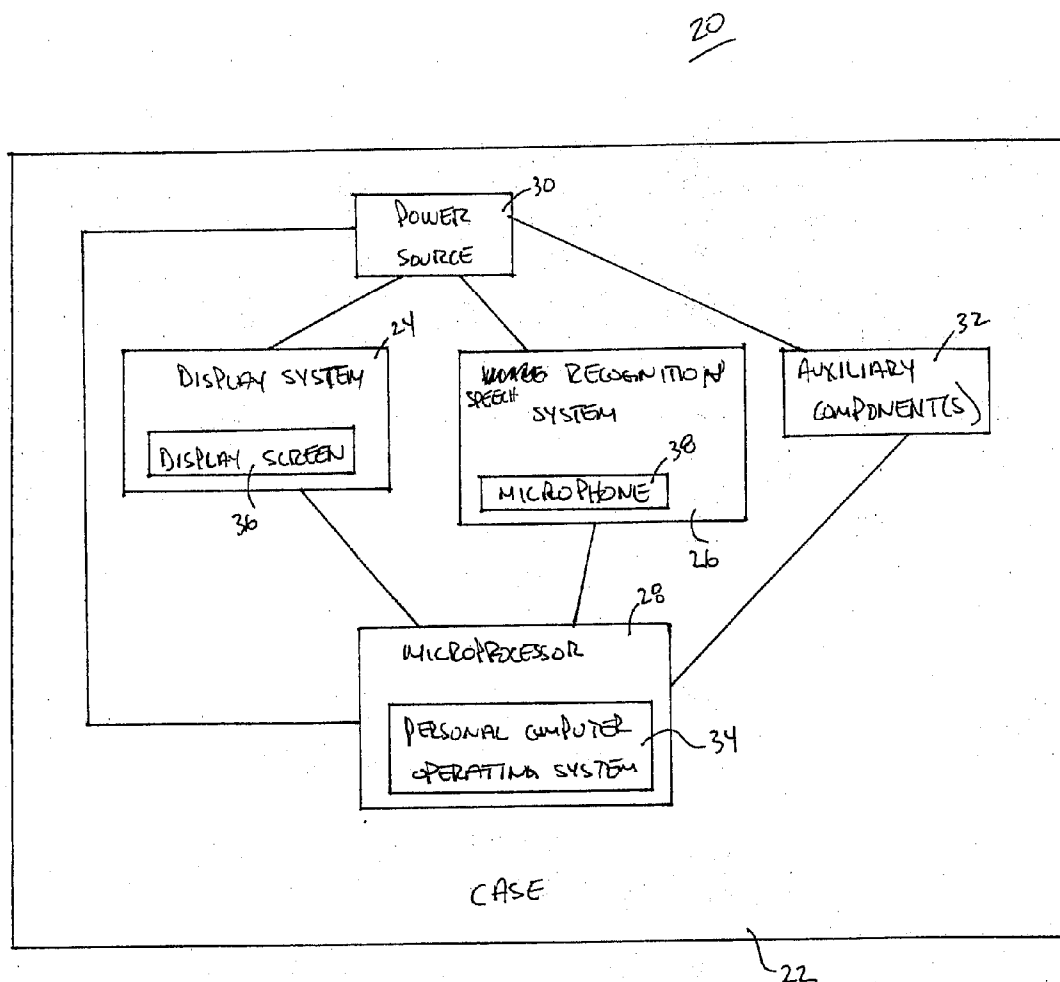 20
30
POWER
SOURCE
24
DISPLAY SYSTEM
DISPLAY SCREEN
36
RECOGNITION
SPEECH
SYSTEM
38
MICROPHONE
26
32
AUXILIARY
COMPONENT(S)
28
MICROPROCESSOR
PERSONAL COMPUTER
OPERATING SYSTEM
34
CASE
22